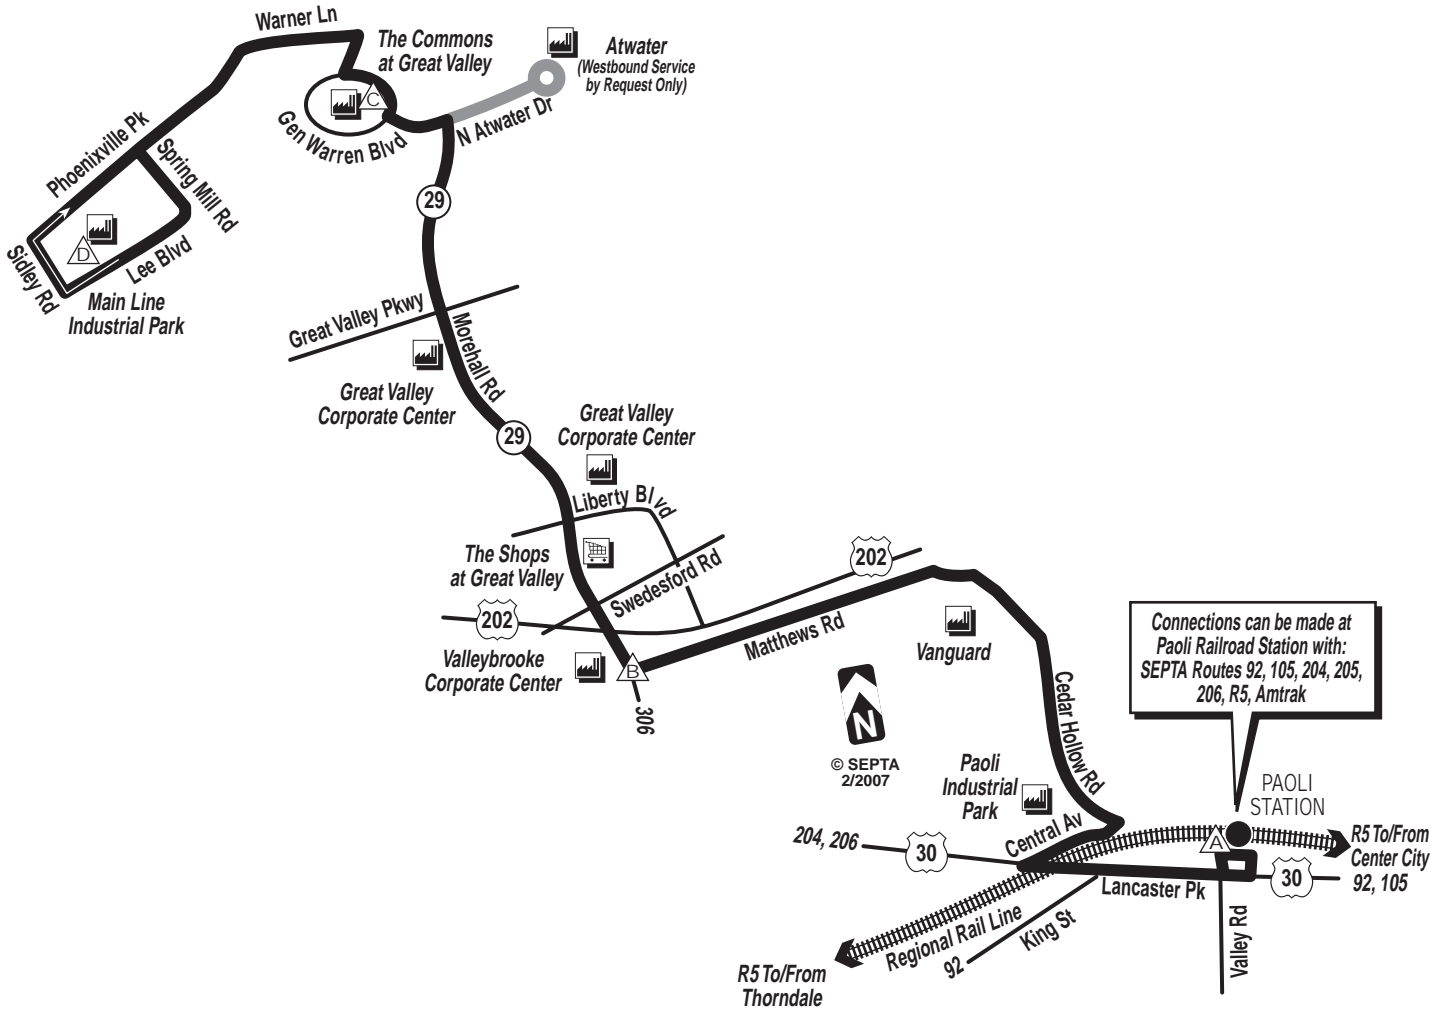 Warner Ln
The Commons
at Great Valley
Atwater
(Westbound Service
by Request Only)
C
Gen Warren Blvd
N Atwater Dr
Phoenixville Pk
Spring Mill Rd
29
D
Sidley Rd
Lee Blvd
Main Line
Industrial Park
Great Valley Pkwy
Morehall Rd
Great Valley
Corporate Center
29
Great Valley
Corporate Center
Liberty Blvd
The Shops
at Great Valley
Swedesford Rd
202
202
Matthews Rd
Valleybrooke
Corporate Center
B
306
Vanguard
N
© SEPTA
2/2007
Cedar Hollow Rd
Connections can be made at
Paoli Railroad Station with:
SEPTA Routes 92, 105, 204, 205,
206, R5, Amtrak
Paoli
Industrial
Park
PAOLI
STATION
Central Av
204, 206
30
A
R5 To/From
Center City
92, 105
30
Lancaster Pk
Regional Rail Line
King St
92
Valley Rd
R5 To/From
Thorndale